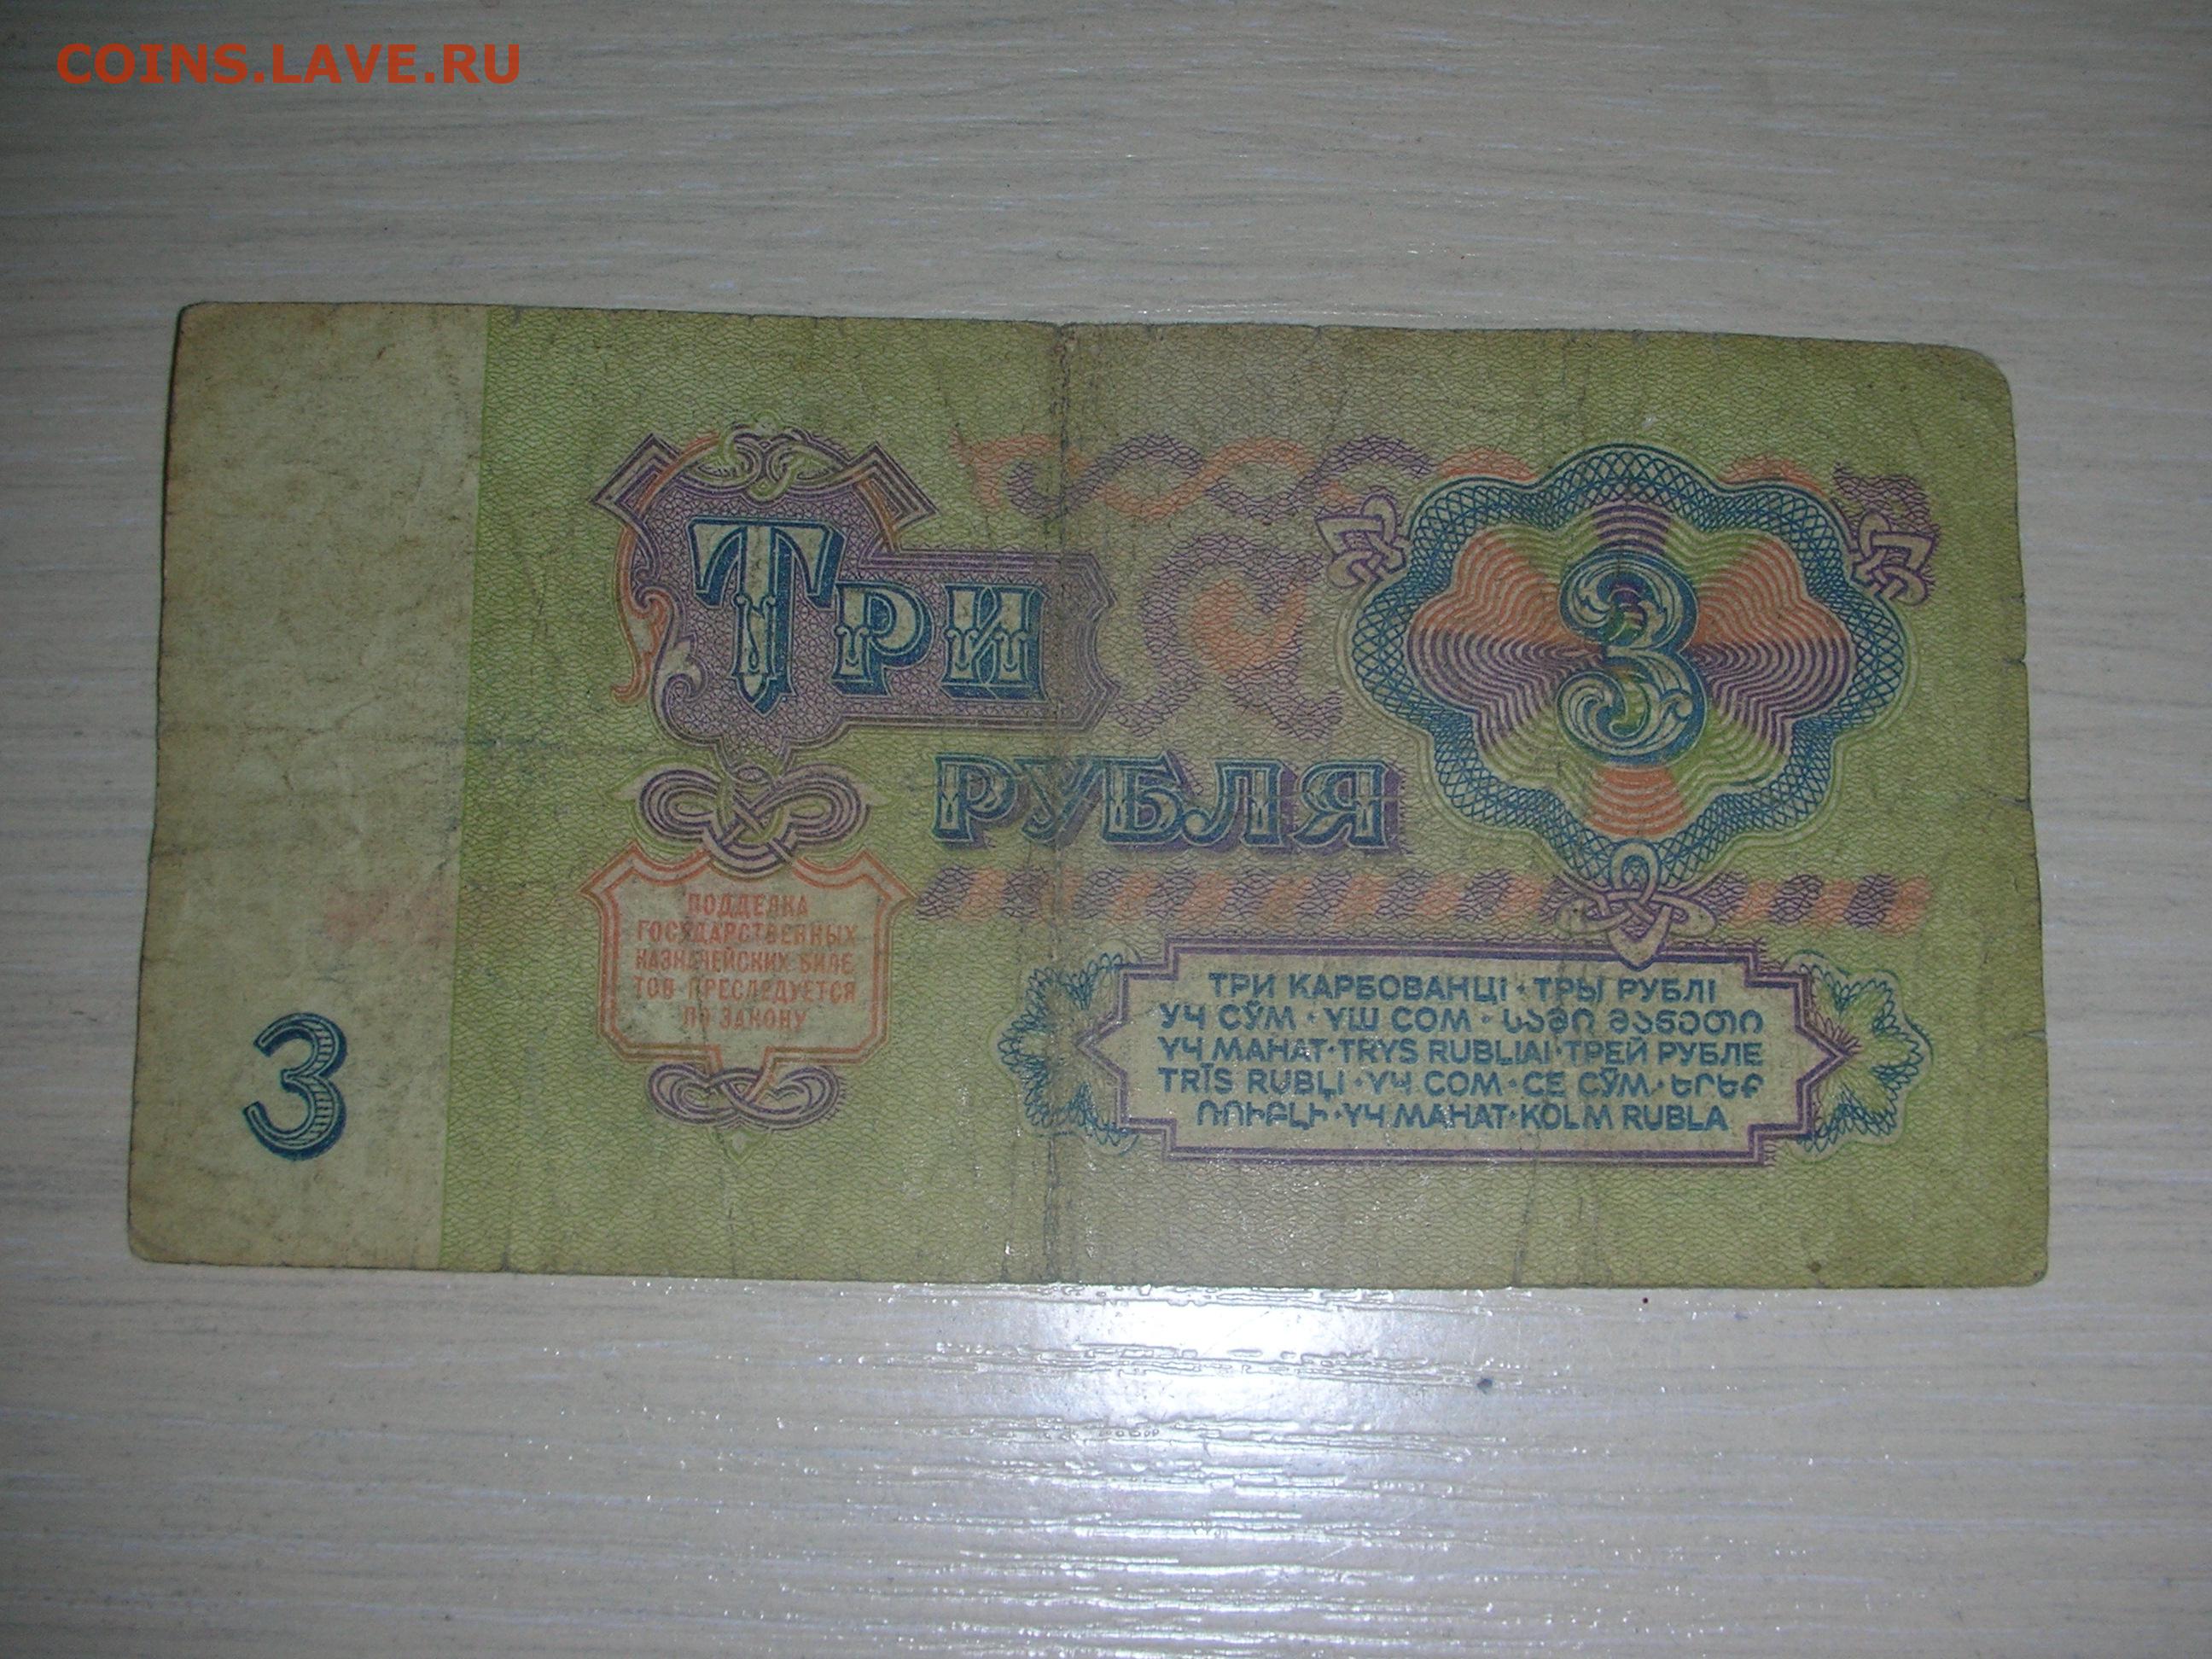 COINS.LAVE.RU
ТРИ
РУБЛЯ
3
ПОДДЕЛКА
ГОСУДАРСТВЕННЫХ
КАЗНАЧЕЙСКИХ БИЛЕ
ТОВ ПРЕСЛЕДУЕТСЯ
ПО ЗАКОНУ
3
ТРИ КАРБОВАНЦІ · ТРЫ РУБЛІ
УЧ СЎМ · ҮШ СОМ · ᲡᲐᲛᲘ ᲛᲐᲜᲔᲗᲘ
ҮЧ МАНАТ · TRYS RUBLIAI · ТРЕЙ РУБЛЕ
TRĪS RUBĻI · ҮЧ СОМ · СЕ СӮМ · ԵՐԵՔ
ՌՈՒԲԼԻ · ҮЧ МАНАТ · KOLM RUBLA